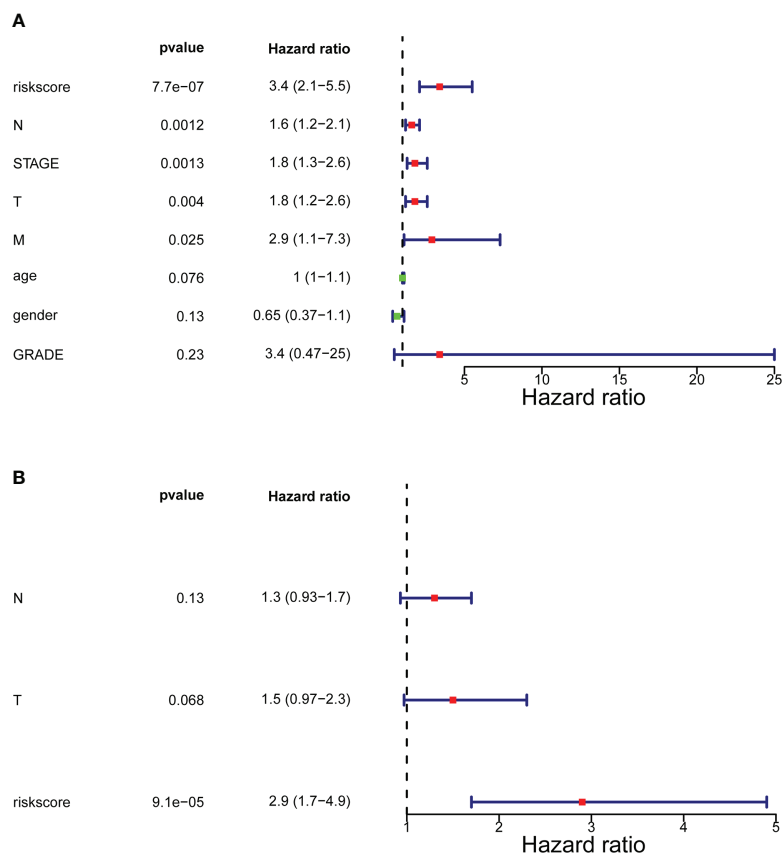 A
pvalue Hazard ratio
riskscore 7.7e−07 3.4 (2.1−5.5)
N 0.0012 1.6 (1.2−2.1)
STAGE 0.0013 1.8 (1.3−2.6)
T 0.004 1.8 (1.2−2.6)
M 0.025 2.9 (1.1−7.3)
age 0.076 1 (1−1.1)
gender 0.13 0.65 (0.37−1.1)
GRADE 0.23 3.4 (0.47−25)
5 10 15 20 25
Hazard ratio
B
pvalue Hazard ratio
N 0.13 1.3 (0.93−1.7)
T 0.068 1.5 (0.97−2.3)
riskscore 9.1e−05 2.9 (1.7−4.9)
1 2 3 4 5
Hazard ratio